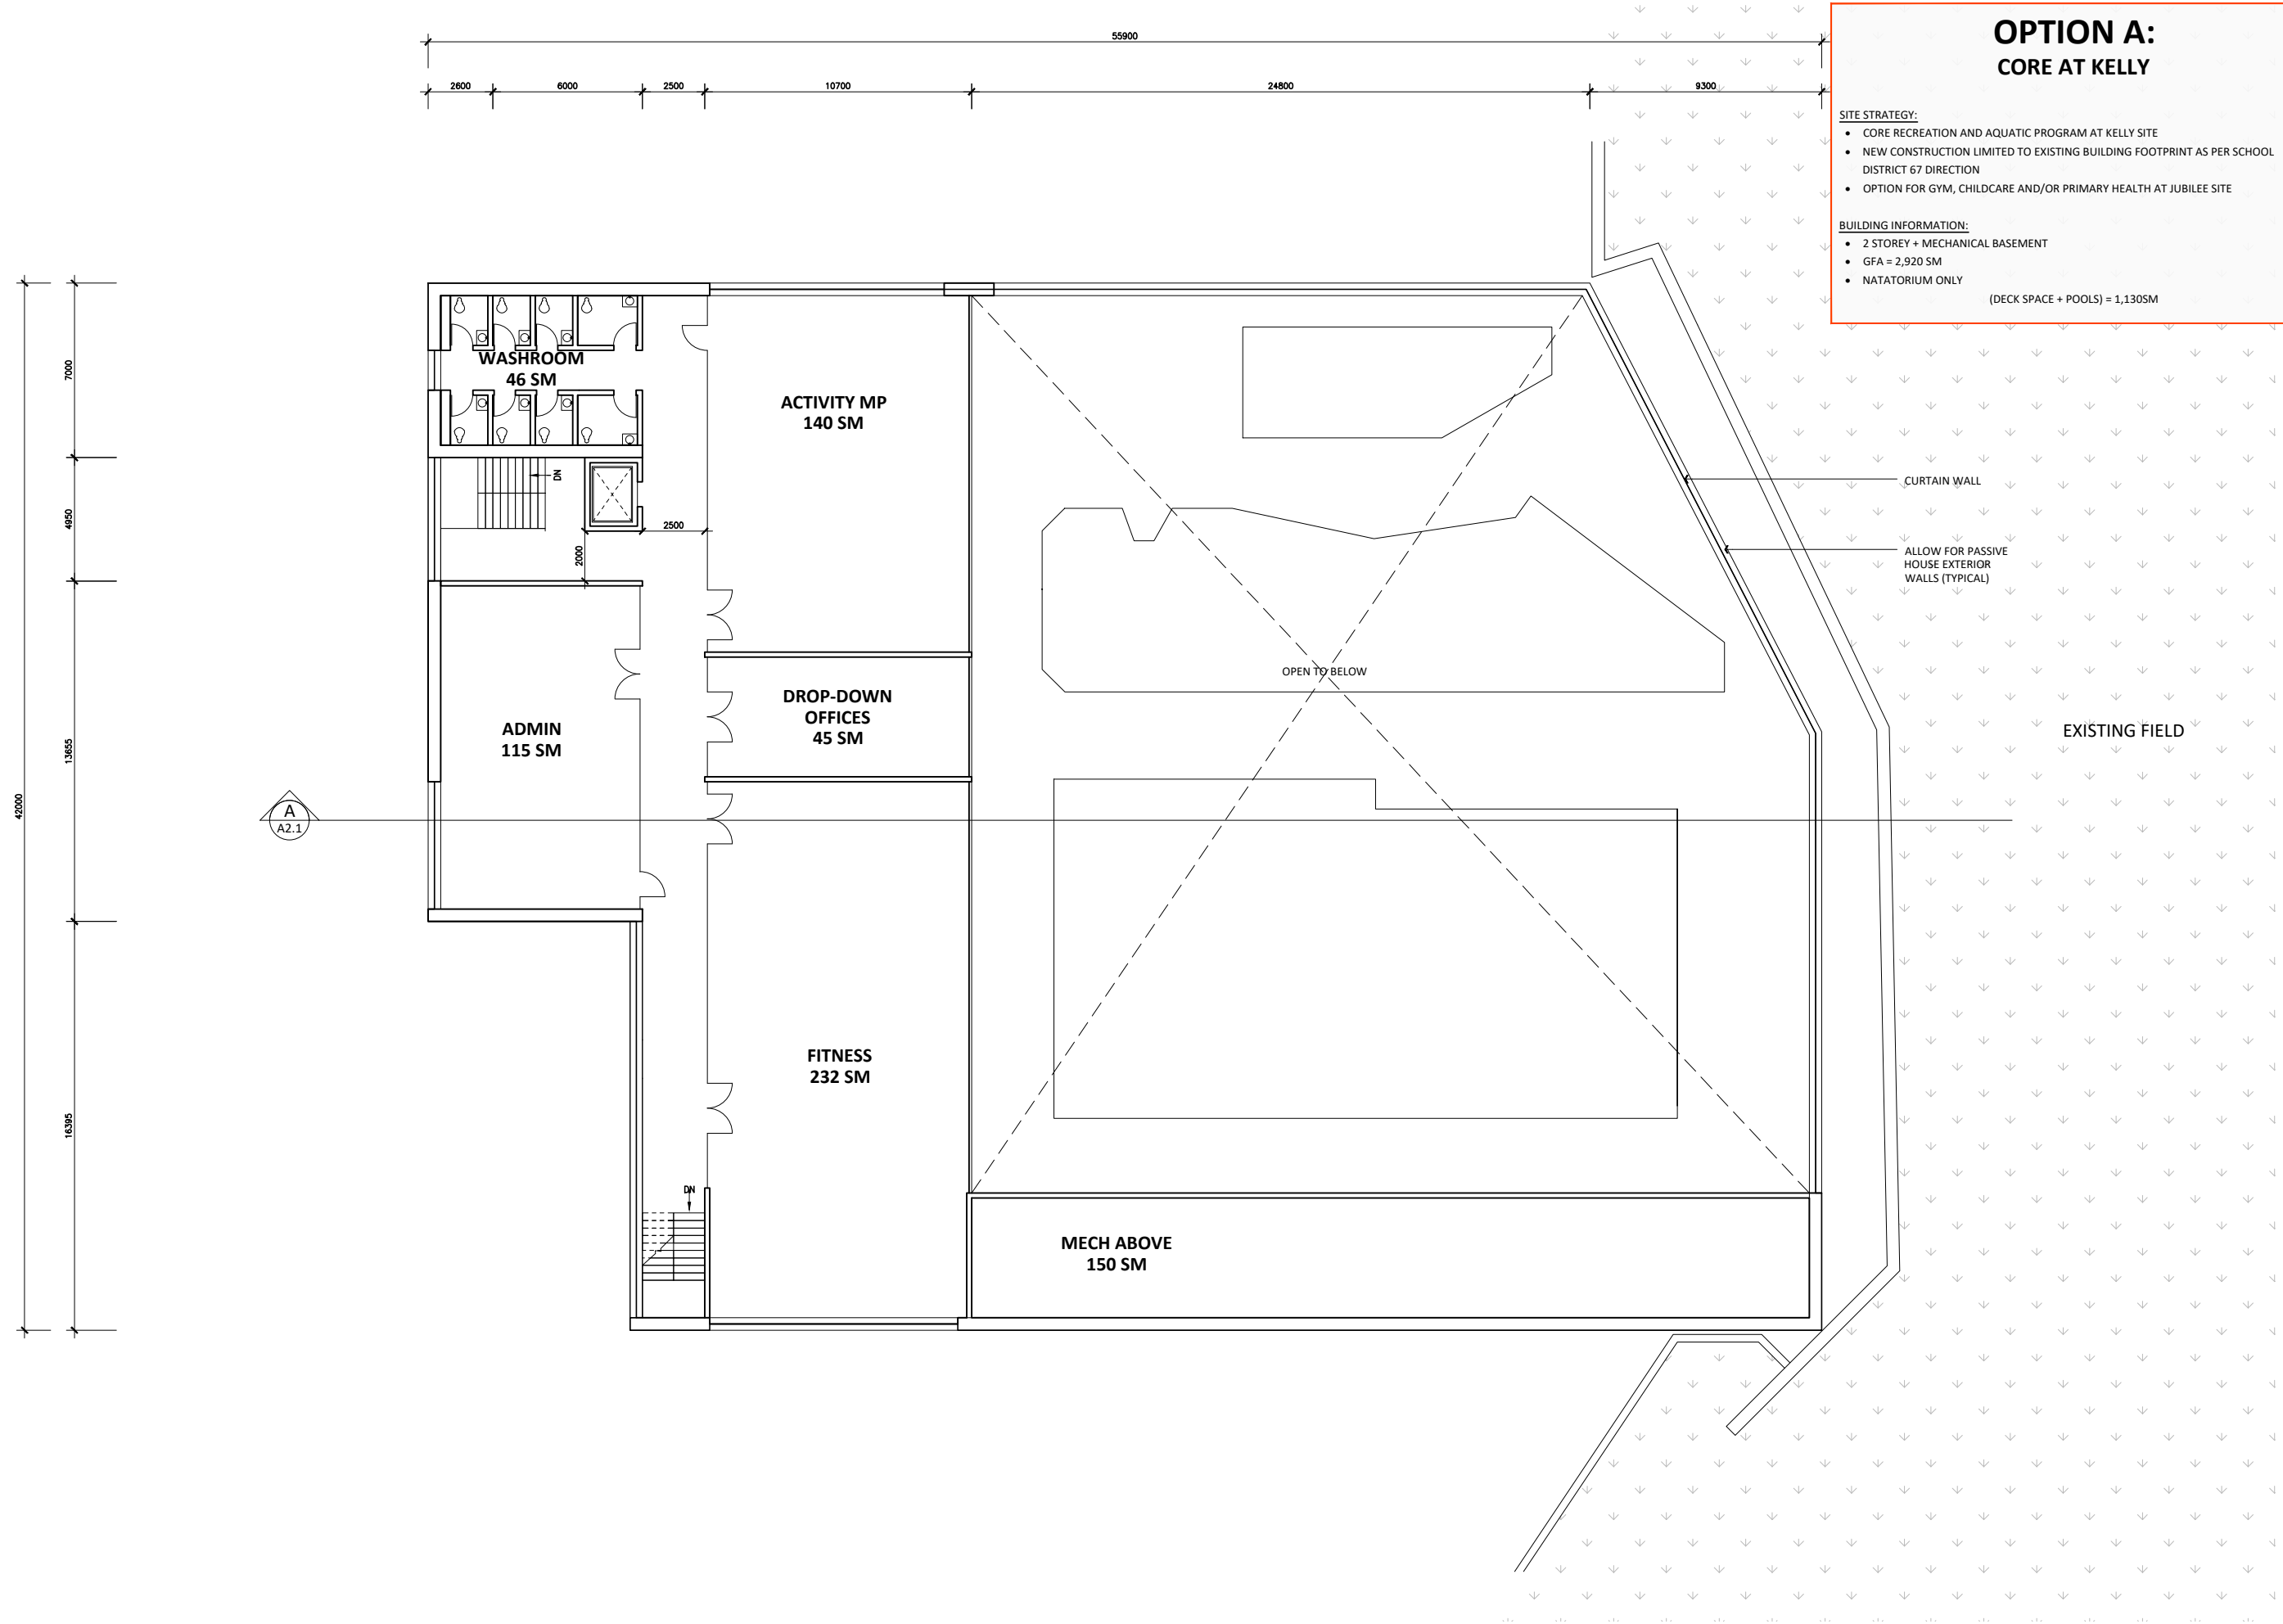 55900
2600
6000
2500
10700
24800
9300
OPTION A:
CORE AT KELLY
SITE STRATEGY:
• CORE RECREATION AND AQUATIC PROGRAM AT KELLY SITE
• NEW CONSTRUCTION LIMITED TO EXISTING BUILDING FOOTPRINT AS PER SCHOOL
DISTRICT 67 DIRECTION
• OPTION FOR GYM, CHILDCARE AND/OR PRIMARY HEALTH AT JUBILEE SITE
BUILDING INFORMATION:
• 2 STOREY + MECHANICAL BASEMENT
• GFA = 2,920 SM
• NATATORIUM ONLY
(DECK SPACE + POOLS) = 1,130SM
42000
7000
4950
13655
16395
WASHROOM
46 SM
ACTIVITY MP
140 SM
DN
2500
2000
CURTAIN WALL
ALLOW FOR PASSIVE
HOUSE EXTERIOR
WALLS (TYPICAL)
OPEN TO BELOW
DROP-DOWN
OFFICES
45 SM
ADMIN
115 SM
EXISTING FIELD
A
A2.1
FITNESS
232 SM
DN
MECH ABOVE
150 SM